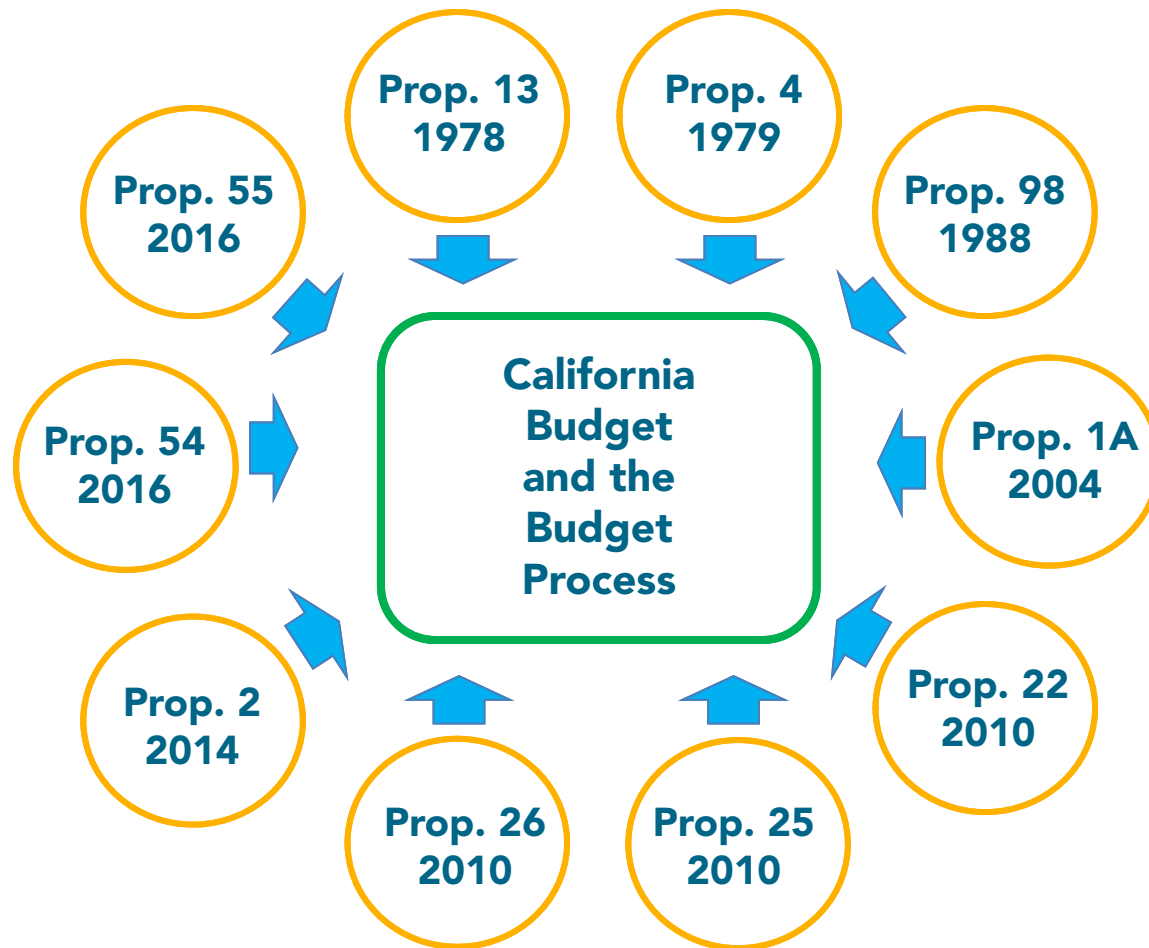 Prop. 13
1978
Prop. 4
1979
Prop. 98
1988
Prop. 1A
2004
Prop. 22
2010
Prop. 25
2010
Prop. 26
2010
Prop. 2
2014
Prop. 54
2016
Prop. 55
2016
California
Budget
and the
Budget
Process